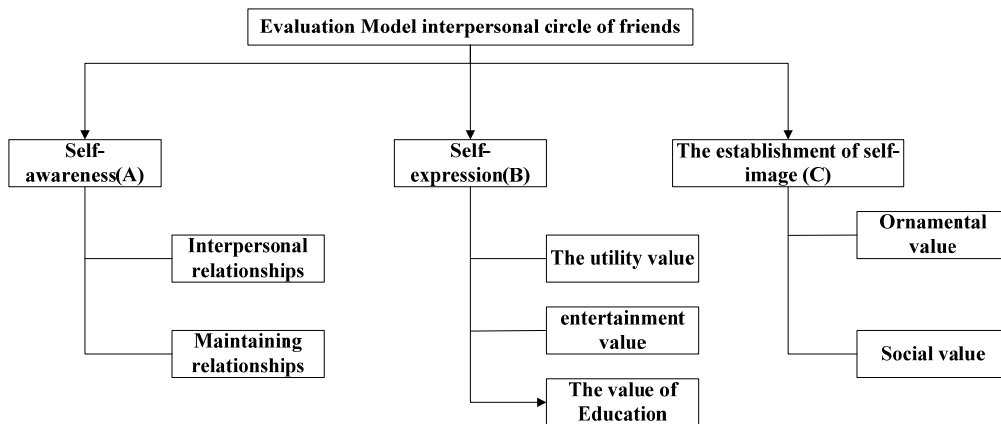 Evaluation Model interpersonal circle of friends
Self-
awareness(A)
Self-
expression(B)
The establishment of self-
image (C)
Interpersonal
relationships
Maintaining
relationships
The utility value
entertainment
value
The value of
Education
Ornamental
value
Social value